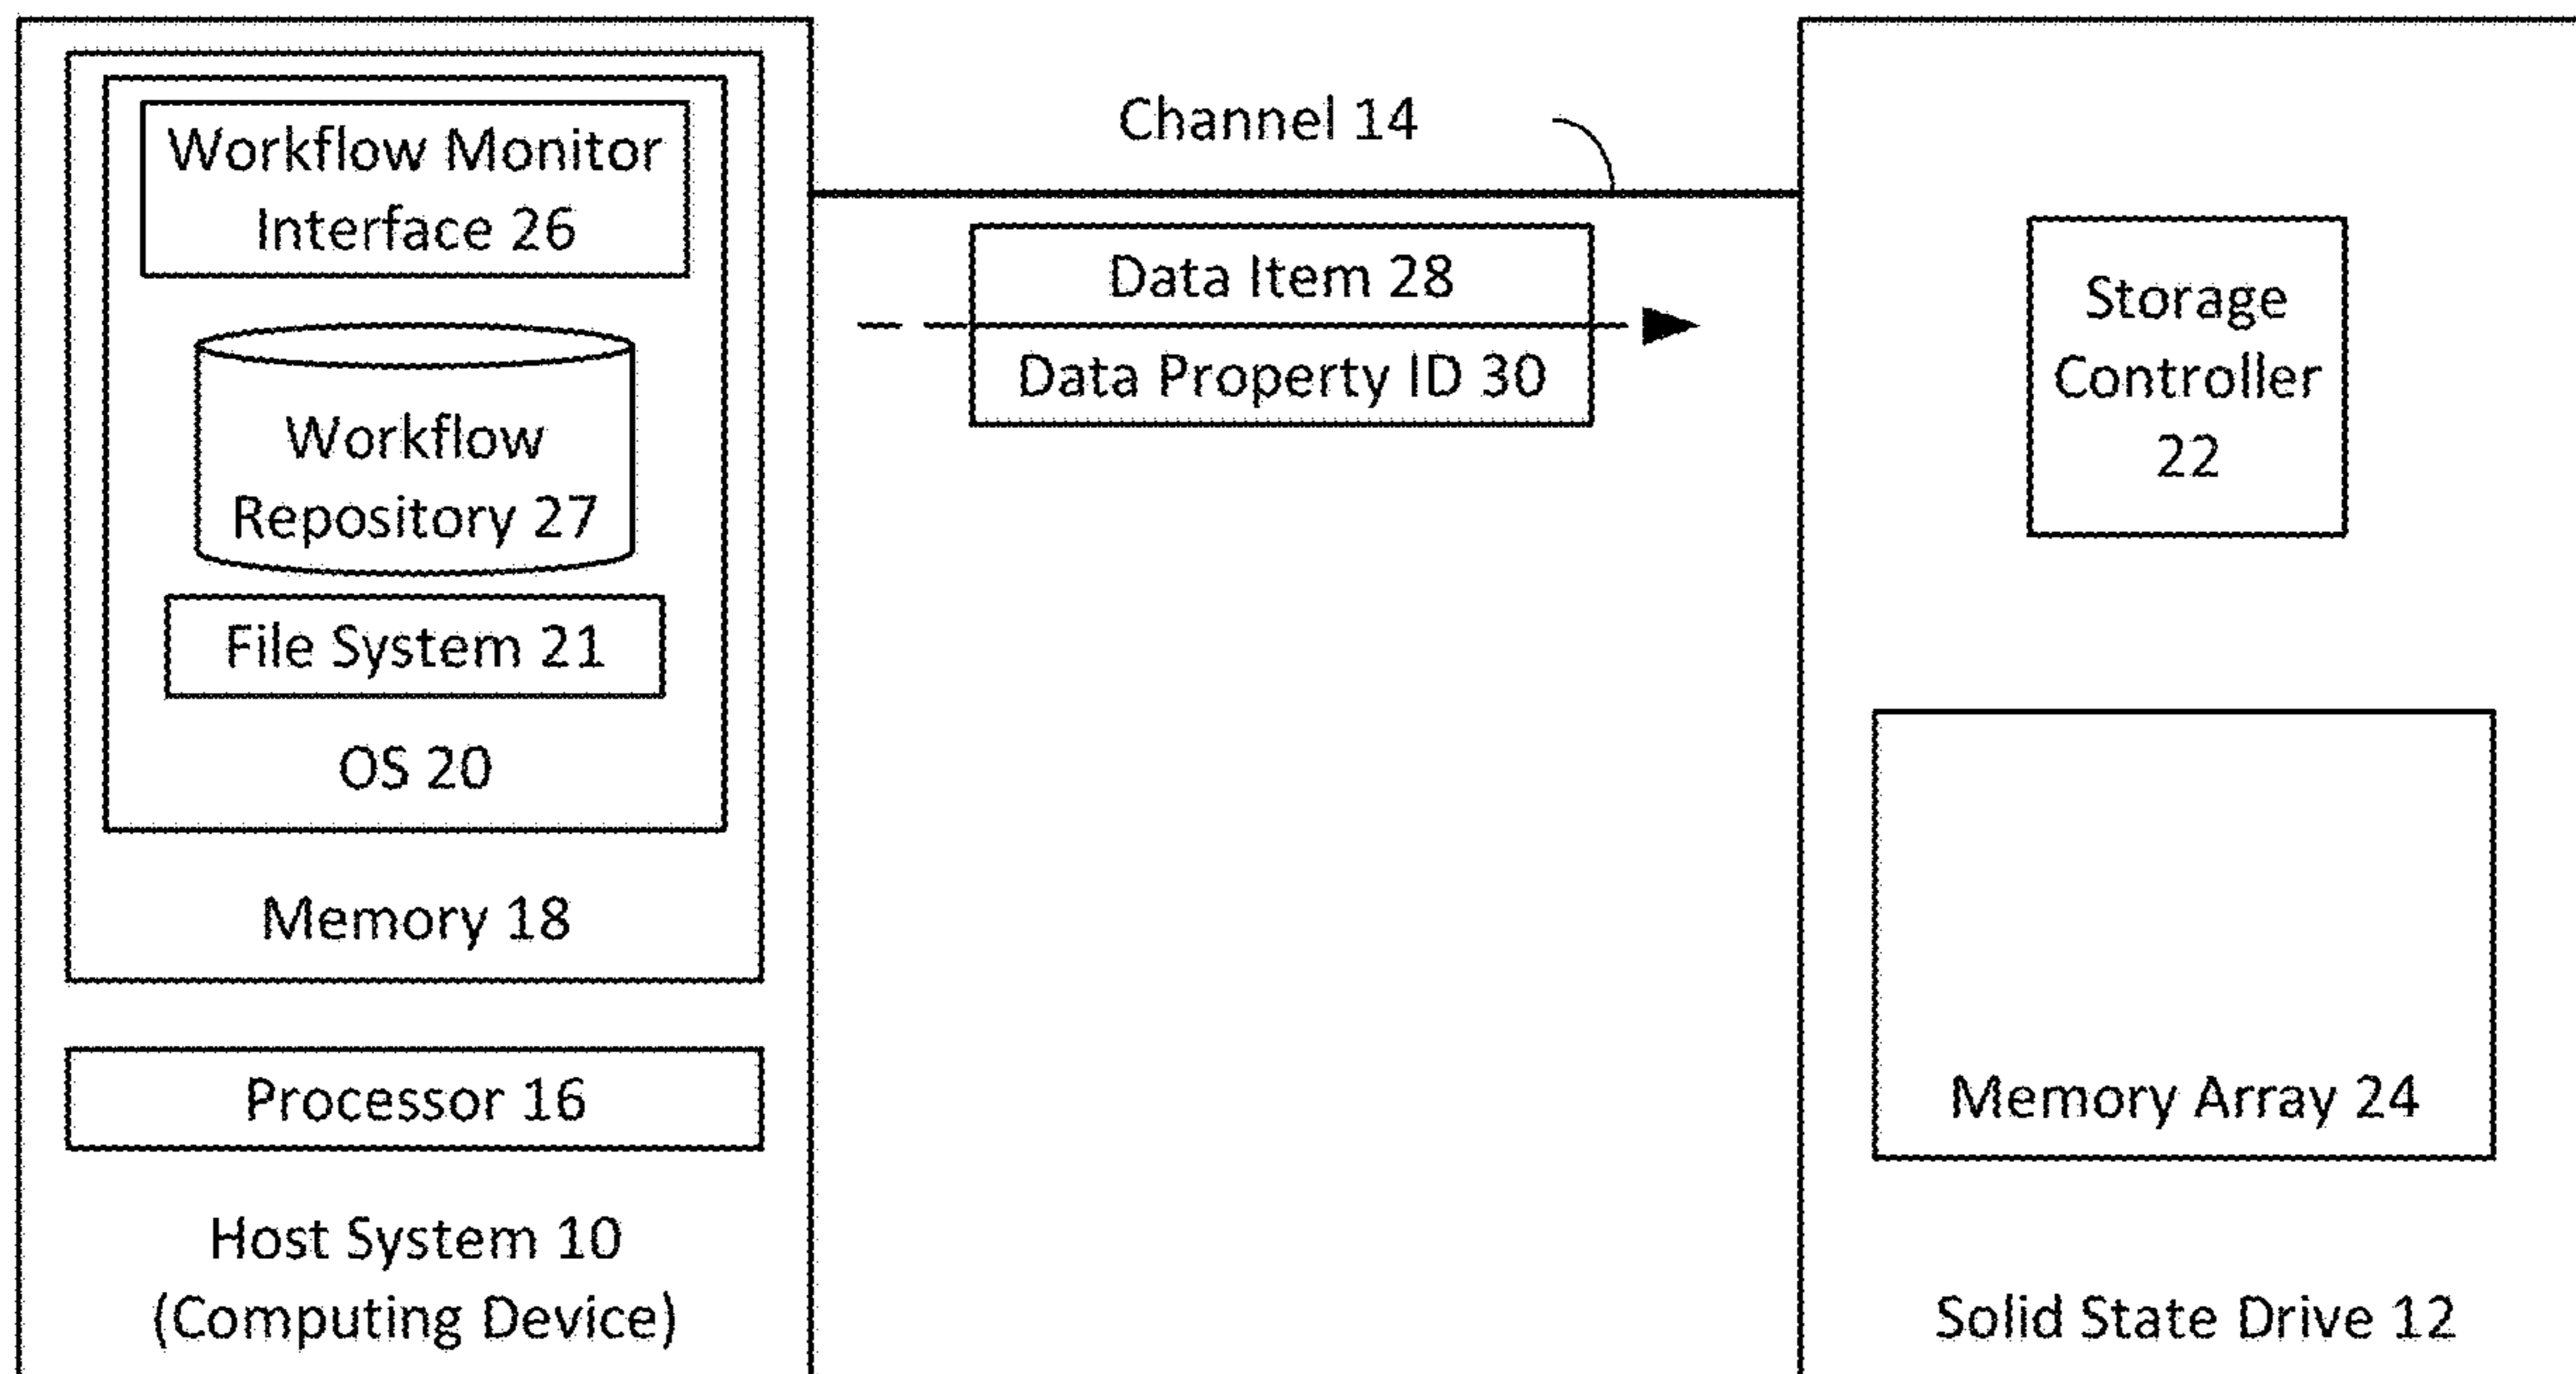 Workflow Monitor
Interface 26
Workflow
Repository 27
File System 21
OS 20
Memory 18
Processor 16
Host System 10
(Computing Device)
Channel 14
Data Item 28
Data Property ID 30
Storage
Controller
22
Memory Array 24
Solid State Drive 12